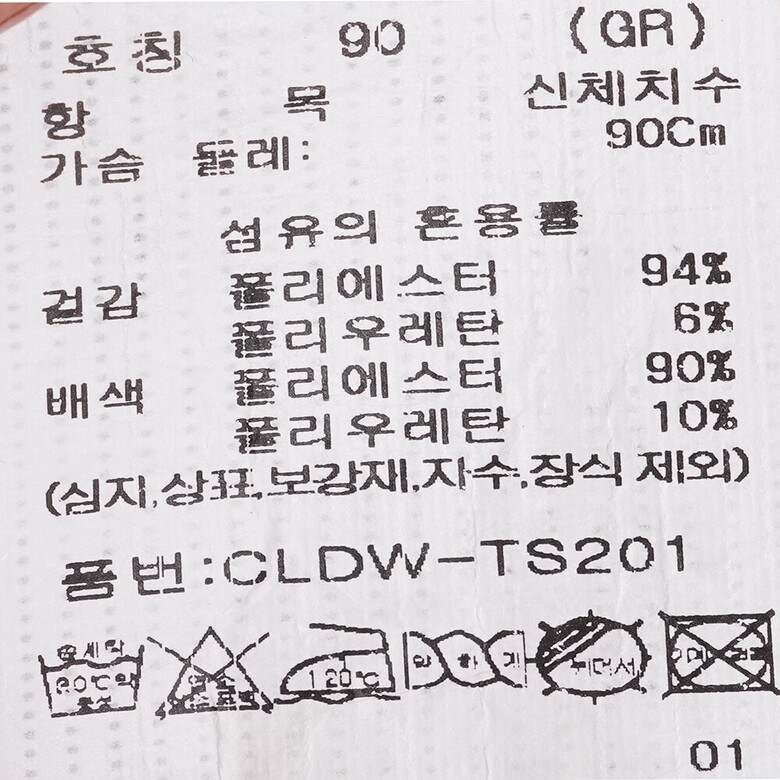 호칭 90 (GR)
항 목 신체치수
가슴 둘레: 90Cm
섬유의 혼용률
겉감 폴리에스터 94%
폴리우레탄 6%
배색 폴리에스터 90%
폴리우레탄 10%
(심지,상표,보강재,자수,장식 제외)
품번:CLDW-TS201
120℃ 약 하 게 뉘어서
01